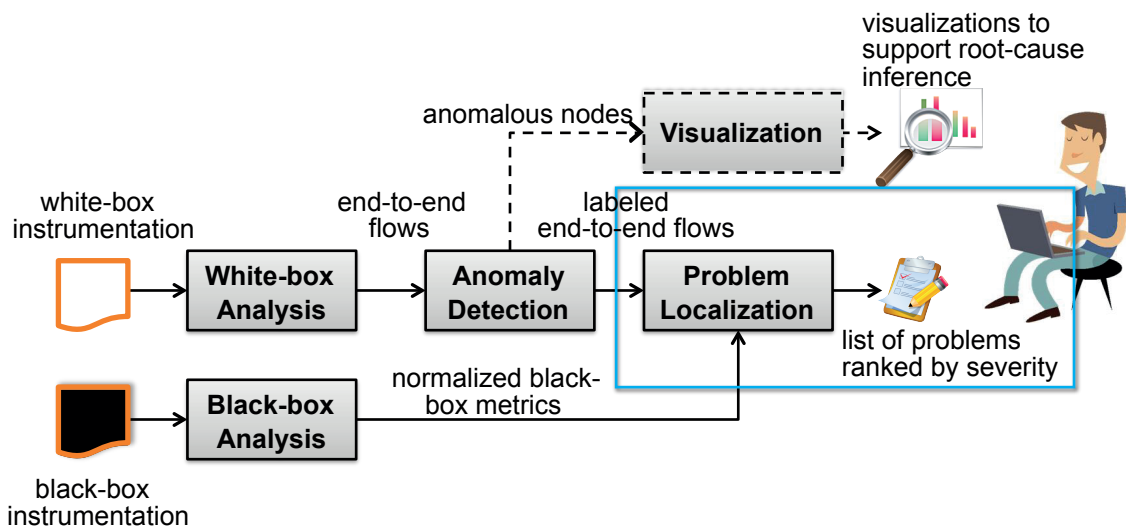 visualizations to
support root-cause
inference
anomalous nodes
Visualization
white-box
instrumentation
end-to-end
flows
labeled
end-to-end flows
White-box
Analysis
Anomaly
Detection
Problem
Localization
list of problems
ranked by severity
normalized black-
box metrics
Black-box
Analysis
black-box
instrumentation